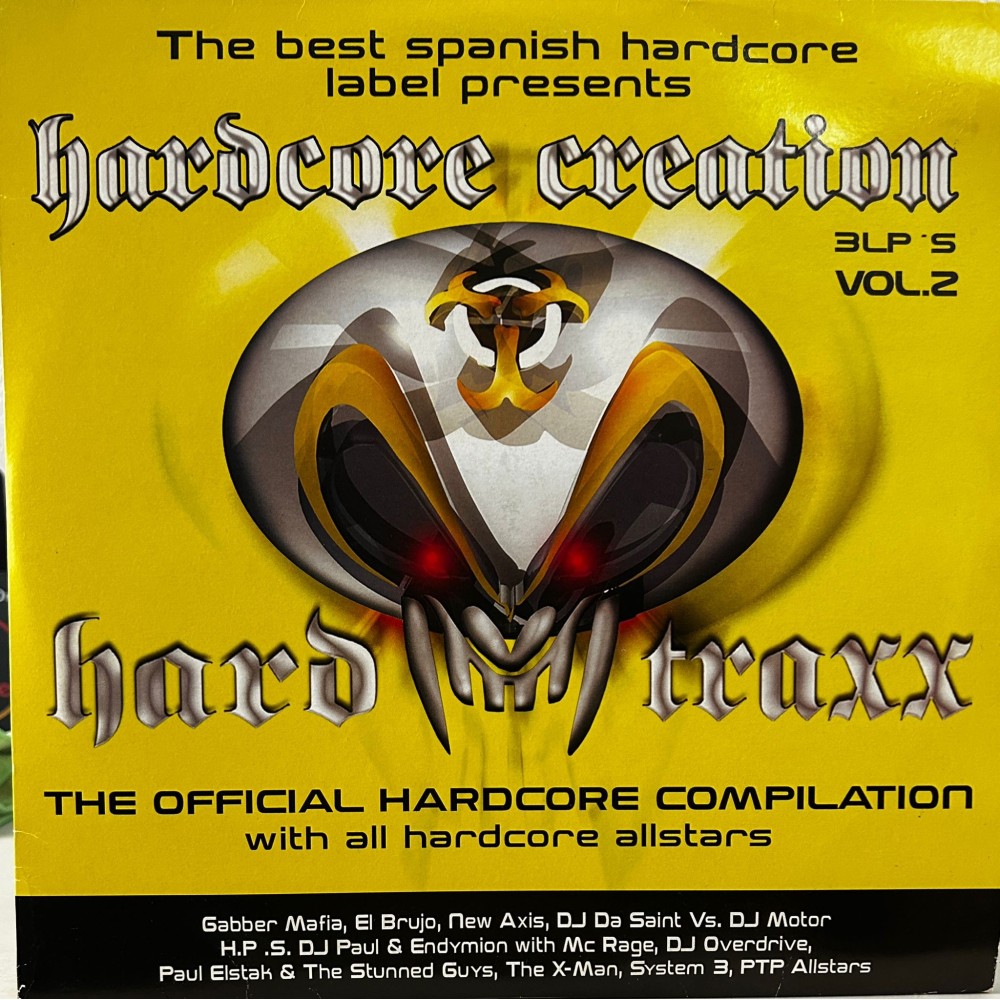 The best spanish hardcore
label presents
hardcore creation
3LP´S
VOL.2
hard traxx
THE OFFICIAL HARDCORE COMPILATION
with all hardcore allstars
Gabber Mafia, El Brujo, New Axis, DJ Da Saint Vs. DJ Motor
H.P .S. DJ Paul & Endymion with Mc Rage, DJ Overdrive,
Paul Elstak & The Stunned Guys, The X-Man, System 3, PTP Allstars